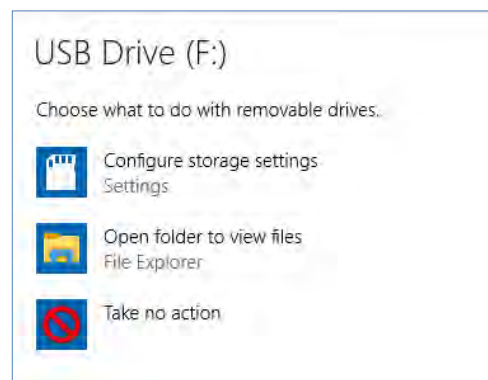 USB Drive (F:)
Choose what to do with removable drives.
Configure storage settings
Settings
Open folder to view files
File Explorer
Take no action